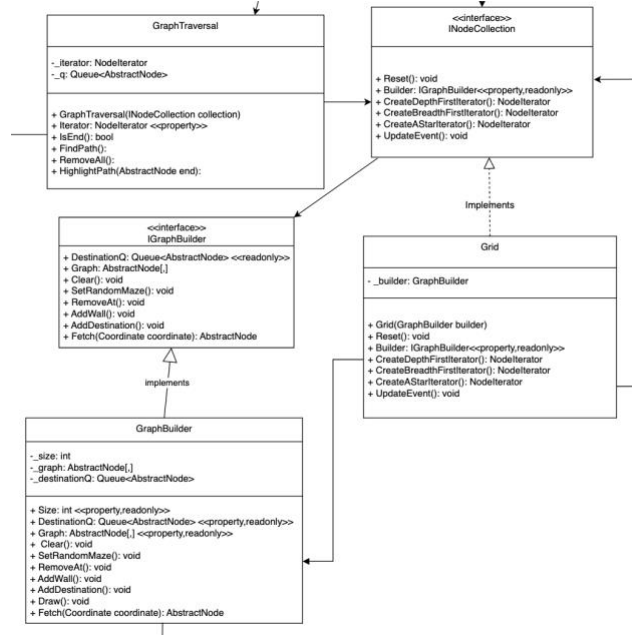 GraphTraversal
-_iterator: NodeIterator
-_q: Queue<AbstractNode>
+ GraphTraversal(INodeCollection collection)
+ Iterator: NodeIterator <<property>>
+ IsEnd(): bool
+ FindPath():
+ RemoveAll():
+ HighlightPath(AbstractNode end):
<<interface>>
INodeCollection
+ Reset(): void
+ Builder: IGraphBuilder<<property,readonly>>
+ CreateDepthFirstIterator(): NodeIterator
+ CreateBreadthFirstIterator(): NodeIterator
+ CreateAStarIterator(): NodeIterator
+ UpdateEvent(): void
Implements
<<interface>>
IGraphBuilder
+ DestinationQ: Queue<AbstractNode> <<readonly>>
+ Graph: AbstractNode[,]
+ Clear(): void
+ SetRandomMaze(): void
+ RemoveAt(): void
+ AddWall(): void
+ AddDestination(): void
+ Fetch(Coordinate coordinate): AbstractNode
Grid
- _builder: GraphBuilder
+ Grid(GraphBuilder builder)
+ Reset(): void
+ Builder: IGraphBuilder<<property,readonly>>
+ CreateDepthFirstIterator(): NodeIterator
+ CreateBreadthFirstIterator(): NodeIterator
+ CreateAStarIterator(): NodeIterator
+ UpdateEvent(): void
implements
GraphBuilder
-_size: int
-_graph: AbstractNode[,]
-_destinationQ: Queue<AbstractNode>
+ Size: int <<property,readonly>>
+ DestinationQ: Queue<AbstractNode> <<property,readonly>>
+ Graph: AbstractNode[,] <<property,readonly>>
+ Clear(): void
+ SetRandomMaze(): void
+ RemoveAt(): void
+ AddWall(): void
+ AddDestination(): void
+ Draw(): void
+ Fetch(Coordinate coordinate): AbstractNode